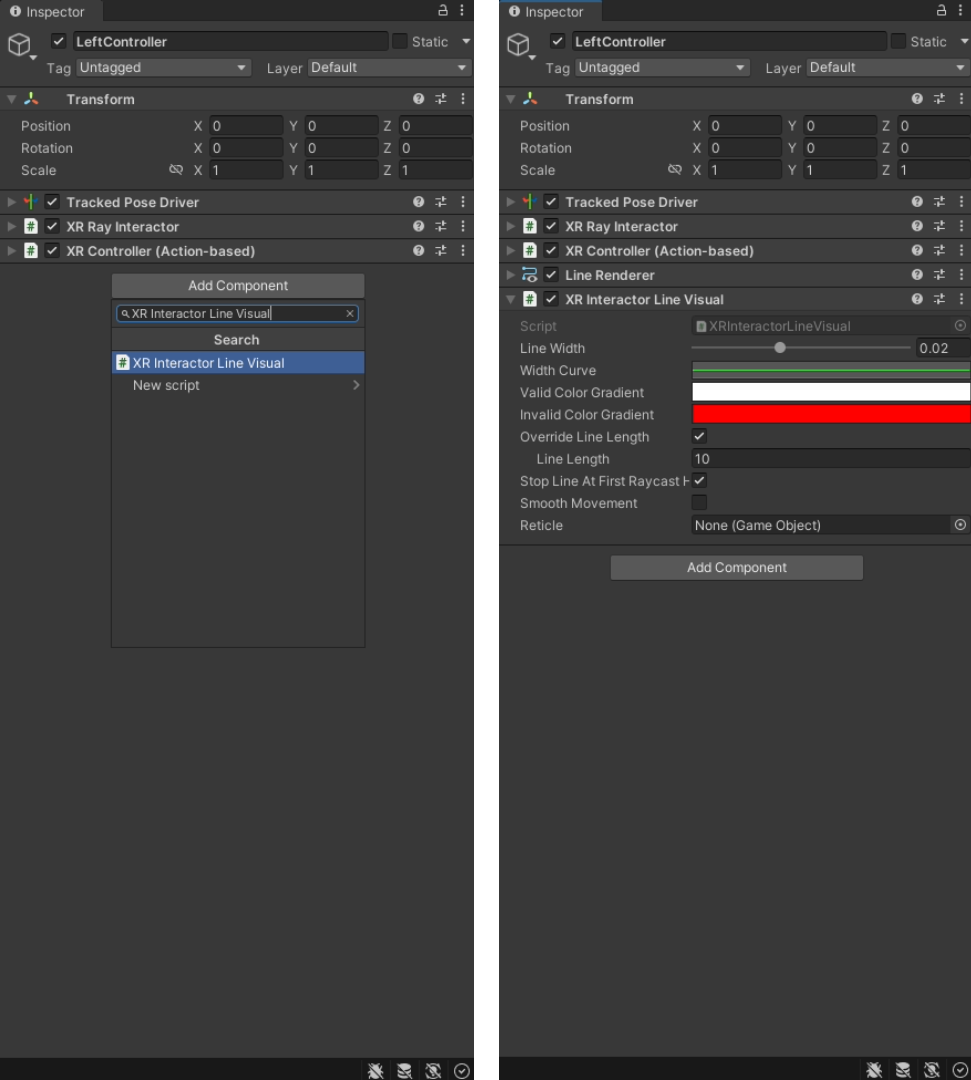 Inspector
LeftController
Static
Tag Untagged Layer Default
Transform
Position X 0 Y 0 Z 0
Rotation X 0 Y 0 Z 0
Scale X 1 Y 1 Z 1
Tracked Pose Driver
XR Ray Interactor
XR Controller (Action-based)
Add Component
XR Interactor Line Visual
Search
XR Interactor Line Visual
New script
Inspector
LeftController
Static
Tag Untagged Layer Default
Transform
Position X 0 Y 0 Z 0
Rotation X 0 Y 0 Z 0
Scale X 1 Y 1 Z 1
Tracked Pose Driver
XR Ray Interactor
XR Controller (Action-based)
Line Renderer
XR Interactor Line Visual
Script XRInteractorLineVisual
Line Width 0.02
Width Curve
Valid Color Gradient
Invalid Color Gradient
Override Line Length
Line Length 10
Stop Line At First Raycast H
Smooth Movement
Reticle None (Game Object)
Add Component